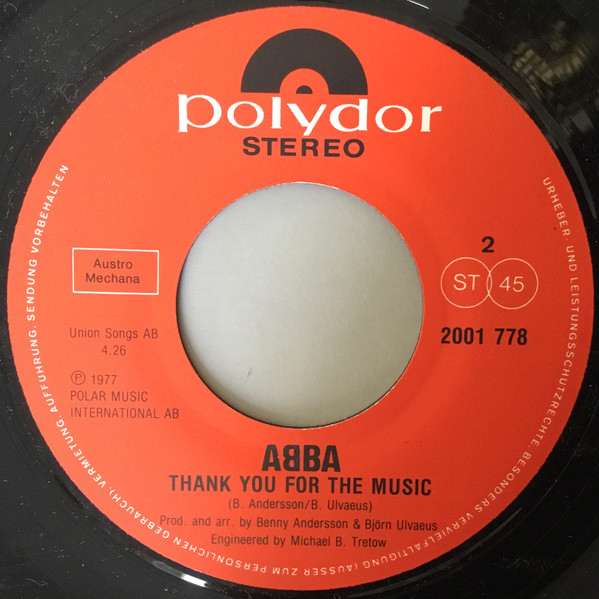 polydor
STEREO
Austro
Mechana
2
ST 45
2001 778
Union Songs AB
4.26
Ⓟ 1977
POLAR MUSIC
INTERNATIONAL AB
ABBA
THANK YOU FOR THE MUSIC
(B. Andersson/B. Ulvaeus)
Prod. and arr. by Benny Andersson & Björn Ulvaeus
Engineered by Michael B. Tretow
URHEBER- UND LEISTUNGSSCHUTZRECHTE, BESONDERS VERVIELFÄLTIGUNG (AUSSER ZUM PERSÖNLICHEN GEBRAUCH), VERMIETUNG, AUFFÜHRUNG, SENDUNG VORBEHALTEN